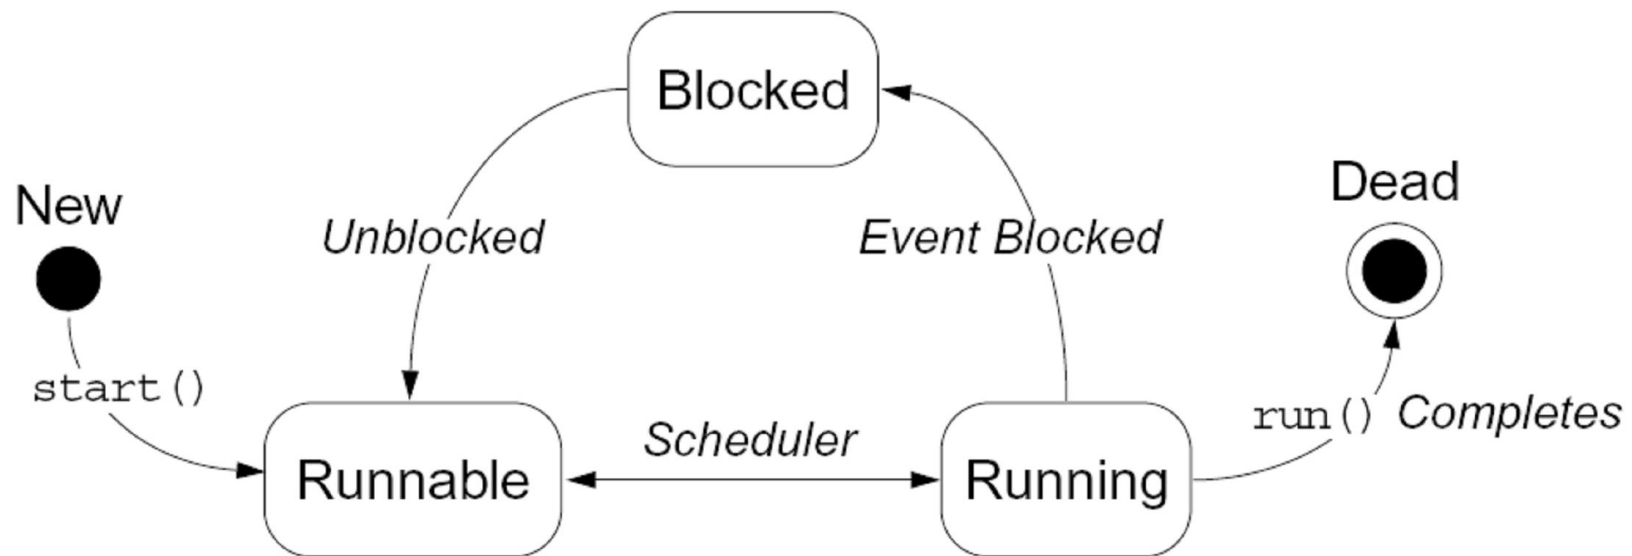 Blocked
New
Dead
Unblocked
Event Blocked
start()
run() Completes
Scheduler
Runnable
Running